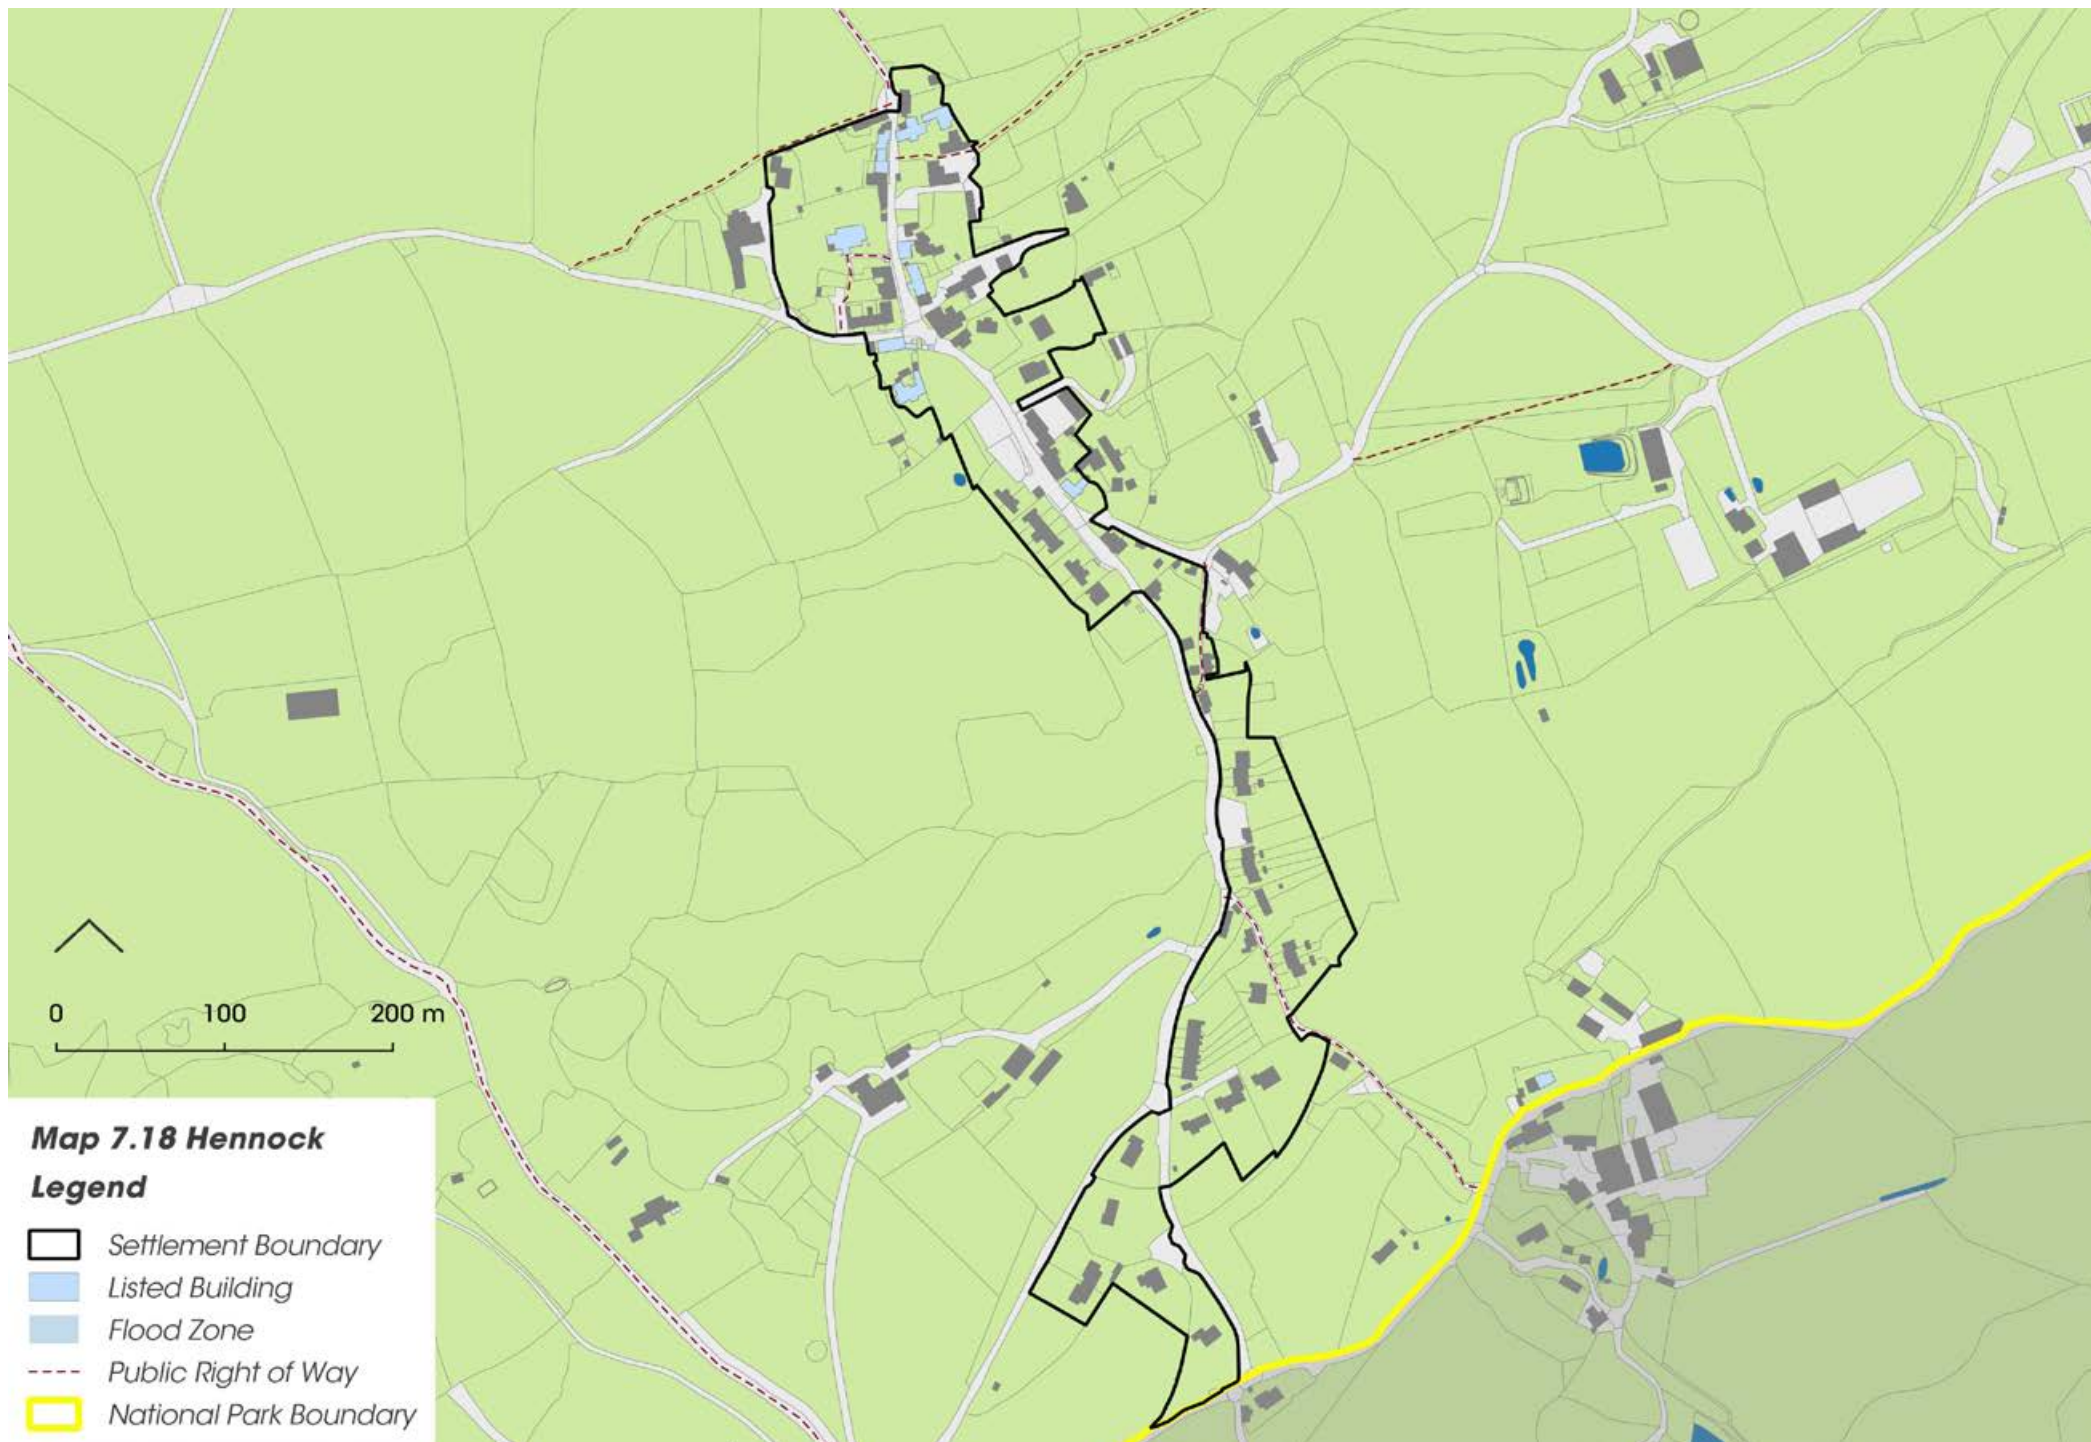 0 100 200 m
Map 7.18 Hennock
Legend
Settlement Boundary
Listed Building
Flood Zone
Public Right of Way
National Park Boundary